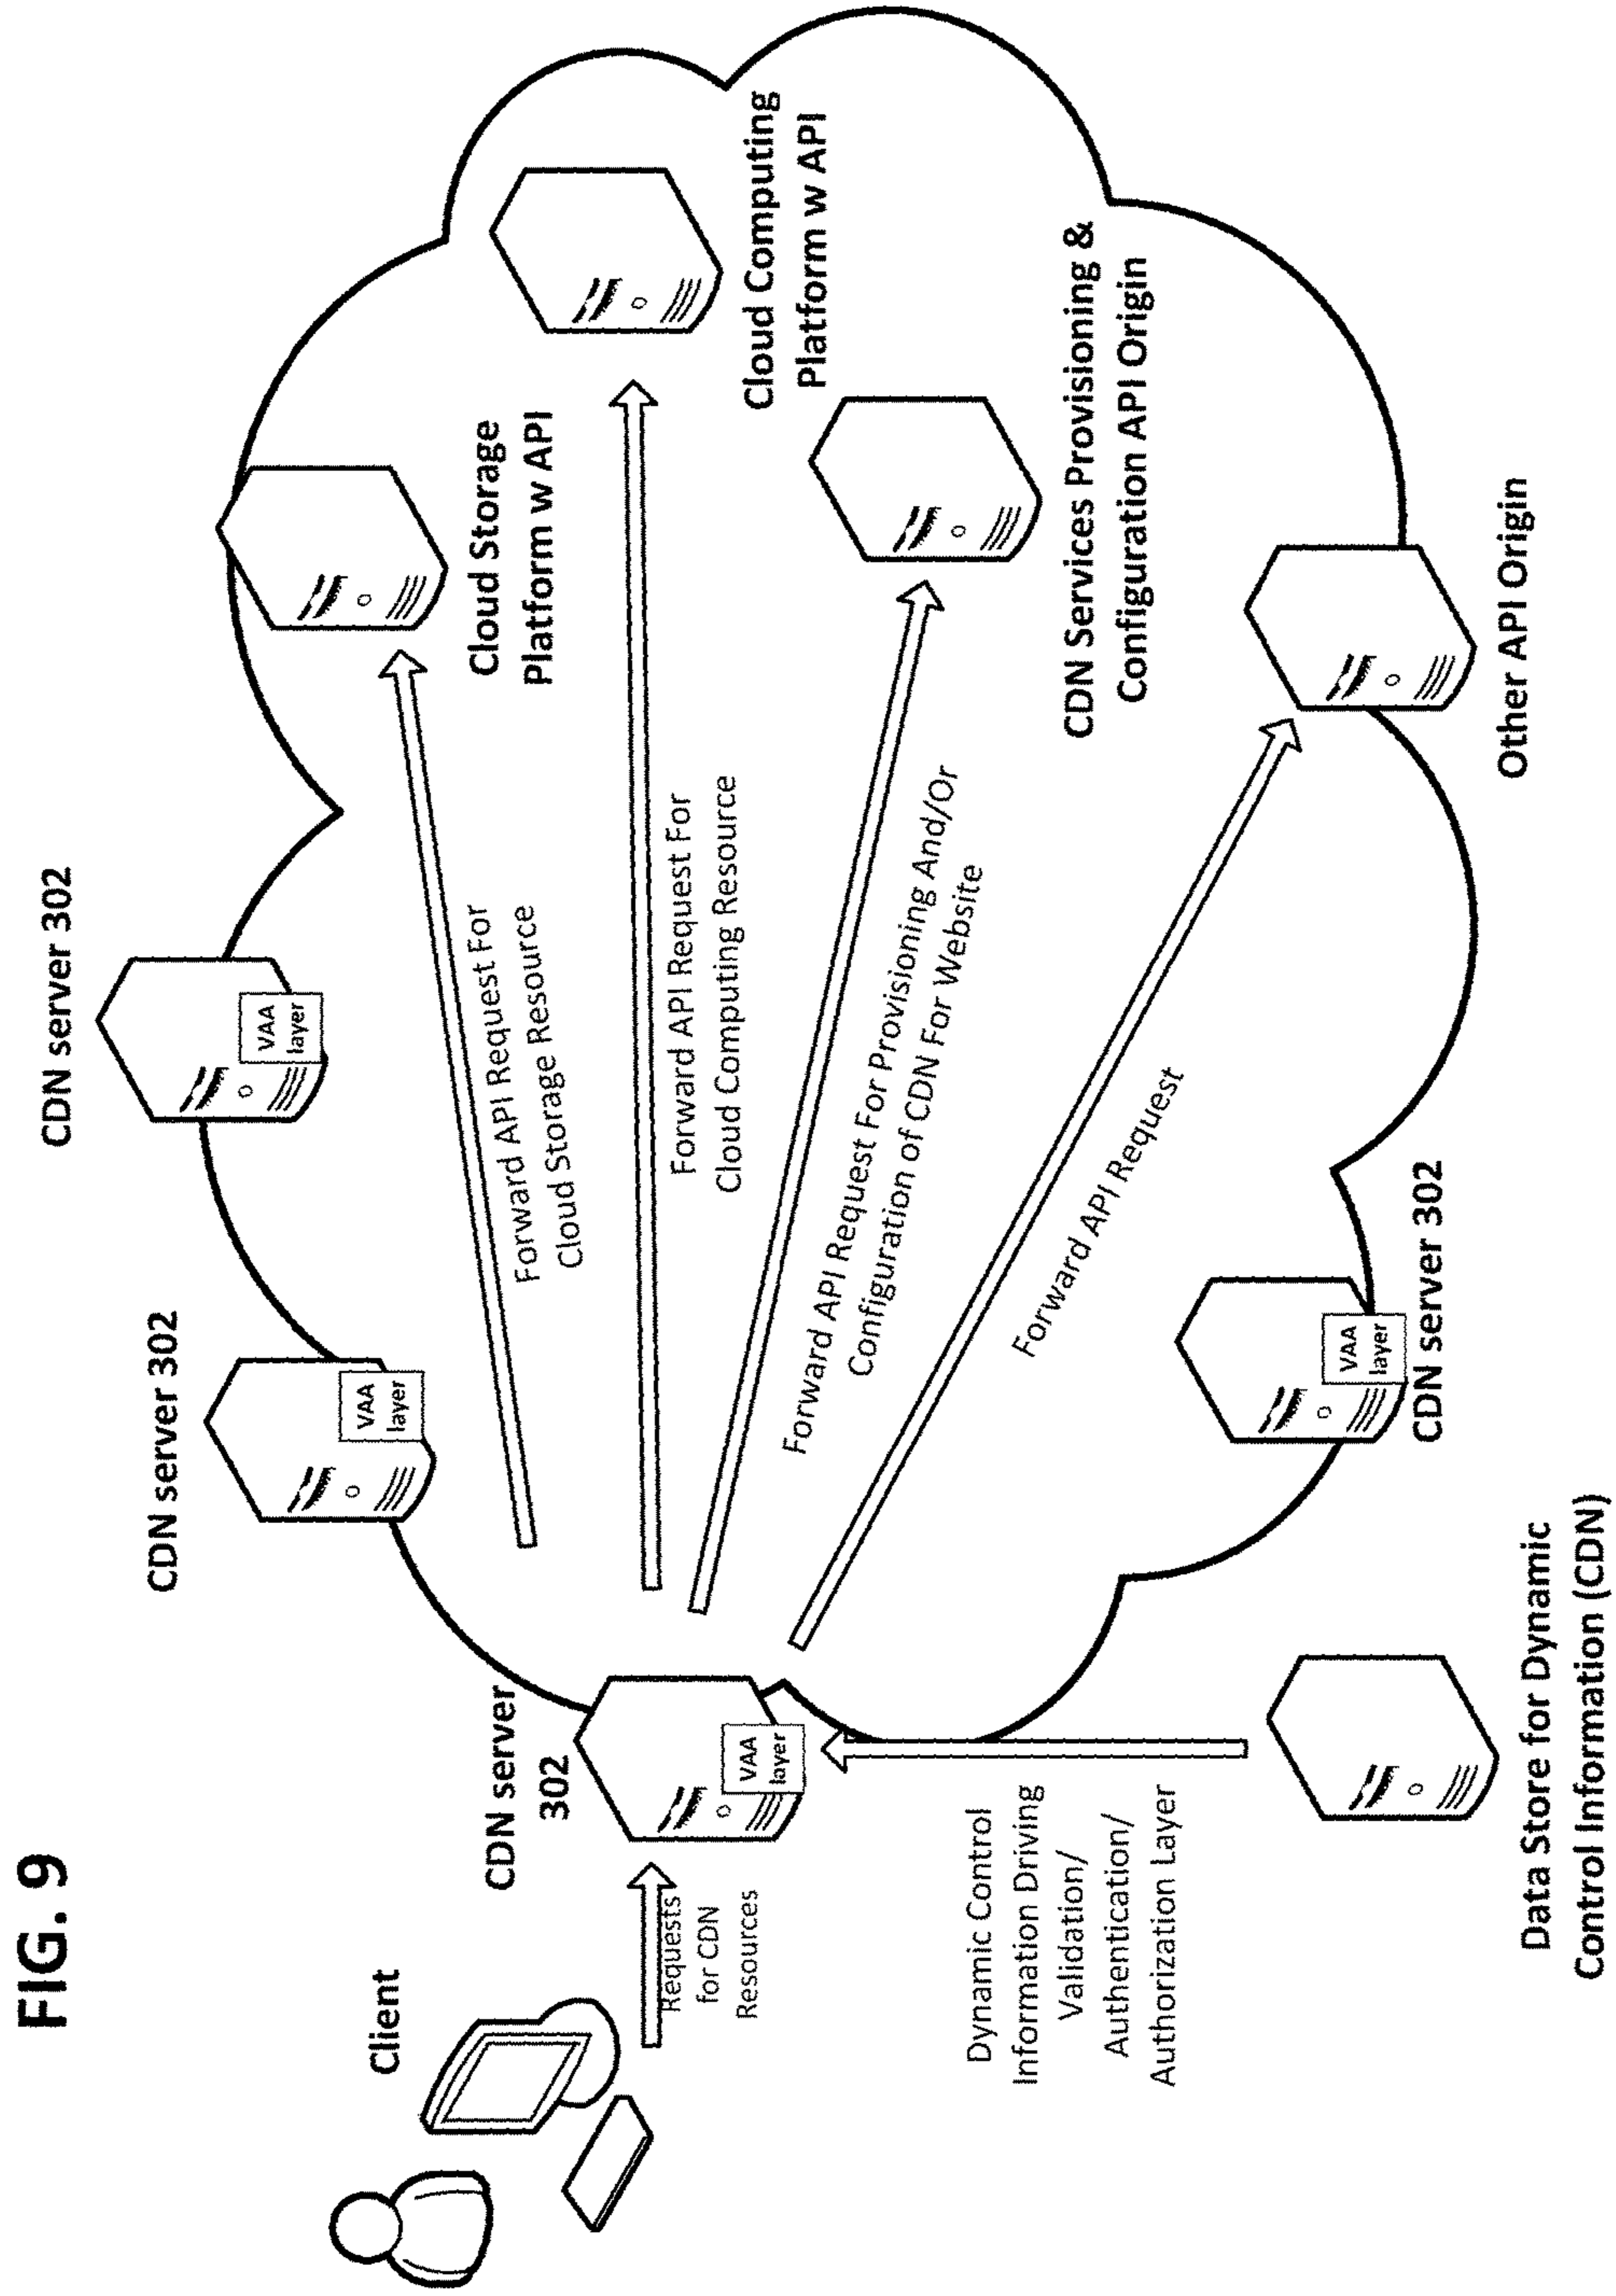 FIG. 9
Client
Requests
for CDN
Resources
CDN server
302
VAA
layer
CDN server 302
VAA
layer
CDN server 302
VAA
layer
CDN server 302
VAA
layer
Dynamic Control
Information Driving
Validation/
Authentication/
Authorization Layer
Data Store for Dynamic
Control Information (CDN)
Forward API Request For
Cloud Storage Resource
Cloud Storage
Platform w API
Forward API Request For
Cloud Computing Resource
Cloud Computing
Platform w API
Forward API Request For Provisioning And/Or
Configuration of CDN For Website
CDN Services Provisioning &
Configuration API Origin
Forward API Request
Other API Origin